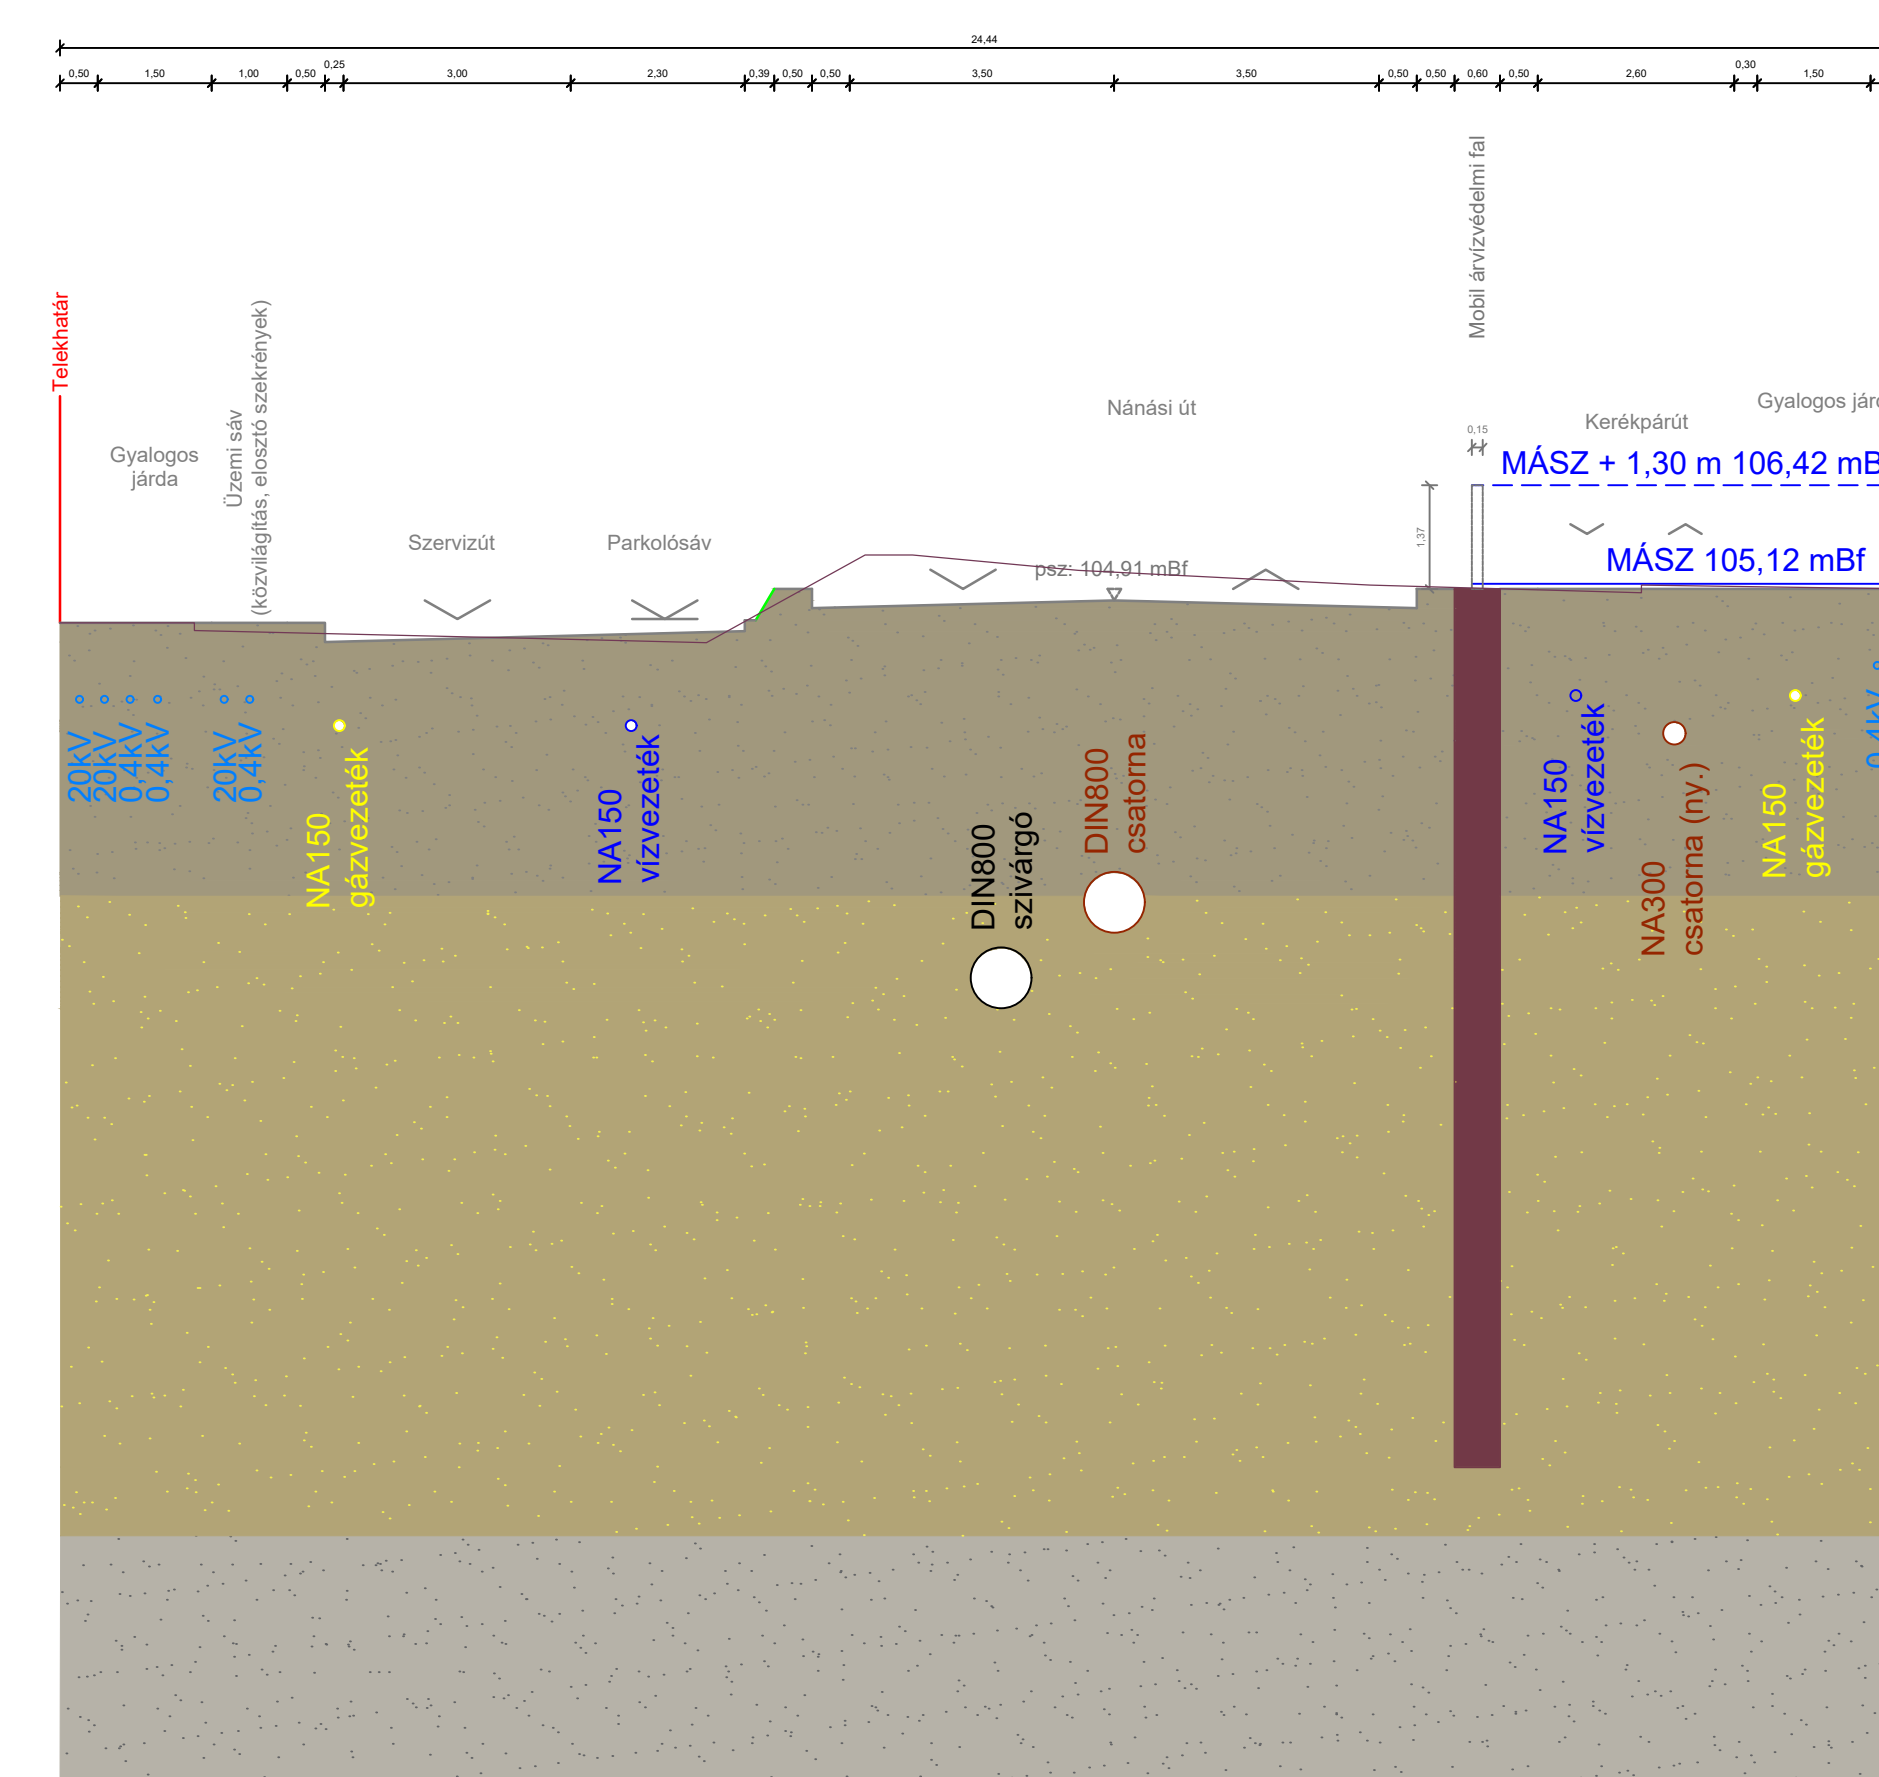 24,44
0,50 1,50 1,00 0,50 0,25 3,00 2,30 0,39 0,50 0,50 3,50 3,50 0,50 0,50 0,60 0,50 2,60 0,30 1,50
Telekhatár
Gyalogos
járda
Üzemi sáv
(közvilágítás, elosztó szekrények)
Szervizút
Parkolósáv
Nánási út
psz: 104,91 mBf
Mobil árvízvédelmi fal
0,15
1,37
Kerékpárút
Gyalogos járd
MÁSZ + 1,30 m 106,42 mB
MÁSZ 105,12 mBf
20kV
20kV
0,4kV
0,4kV
20kV
0,4kV
NA150
gázvezeték
NA150
vízvezeték
DIN800
szivárgó
DIN800
csatorna
NA150
vízvezeték
NA300
csatorna (ny.)
NA150
gázvezeték
0,4kV